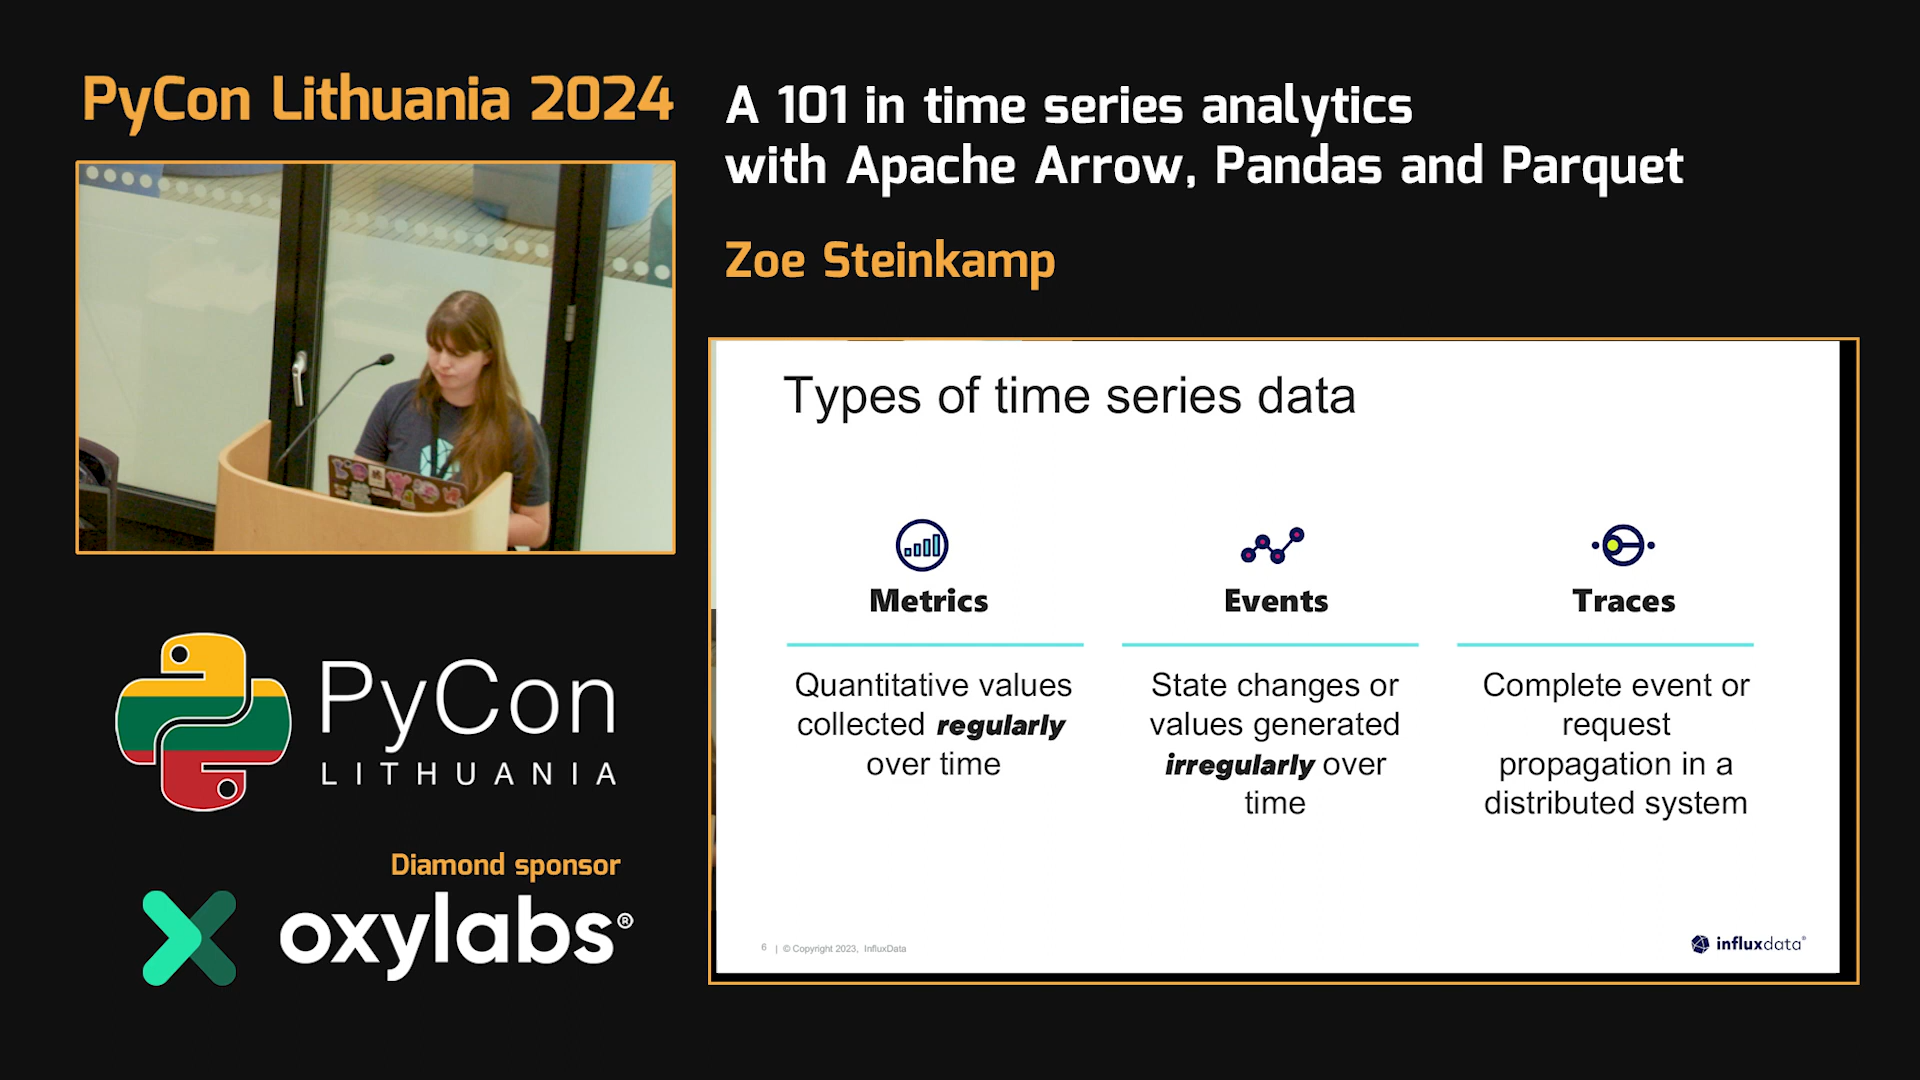 PyCon Lithuania 2024
A 101 in time series analytics
with Apache Arrow, Pandas and Parquet
Zoe Steinkamp
Types of time series data
Metrics
Quantitative values
collected regularly
over time
Events
State changes or
values generated
irregularly over
time
Traces
Complete event or
request
propagation in a
distributed system
6 | © Copyright 2023, InfluxData
influxdata®
PyCon
LITHUANIA
Diamond sponsor
oxylabs®